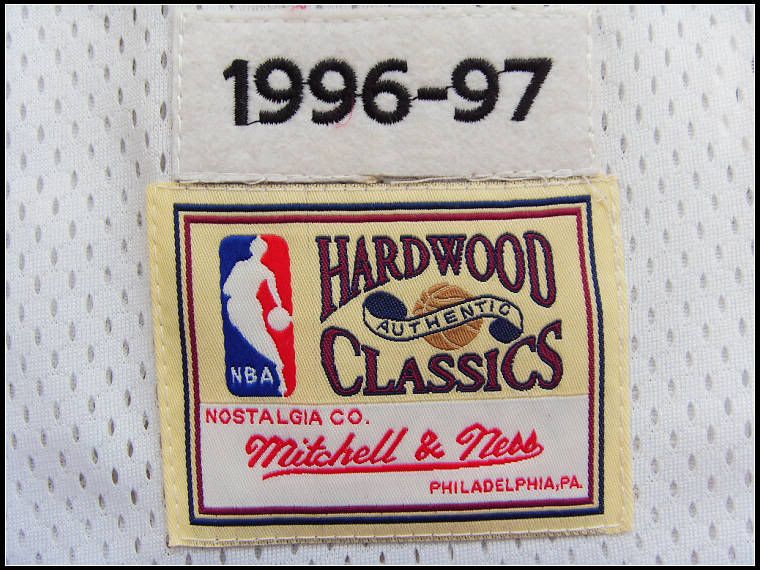 1996-97
HARDWOOD
AUTHENTIC
CLASSICS
NBA
NOSTALGIA CO.
Mitchell & Ness
PHILADELPHIA, PA.